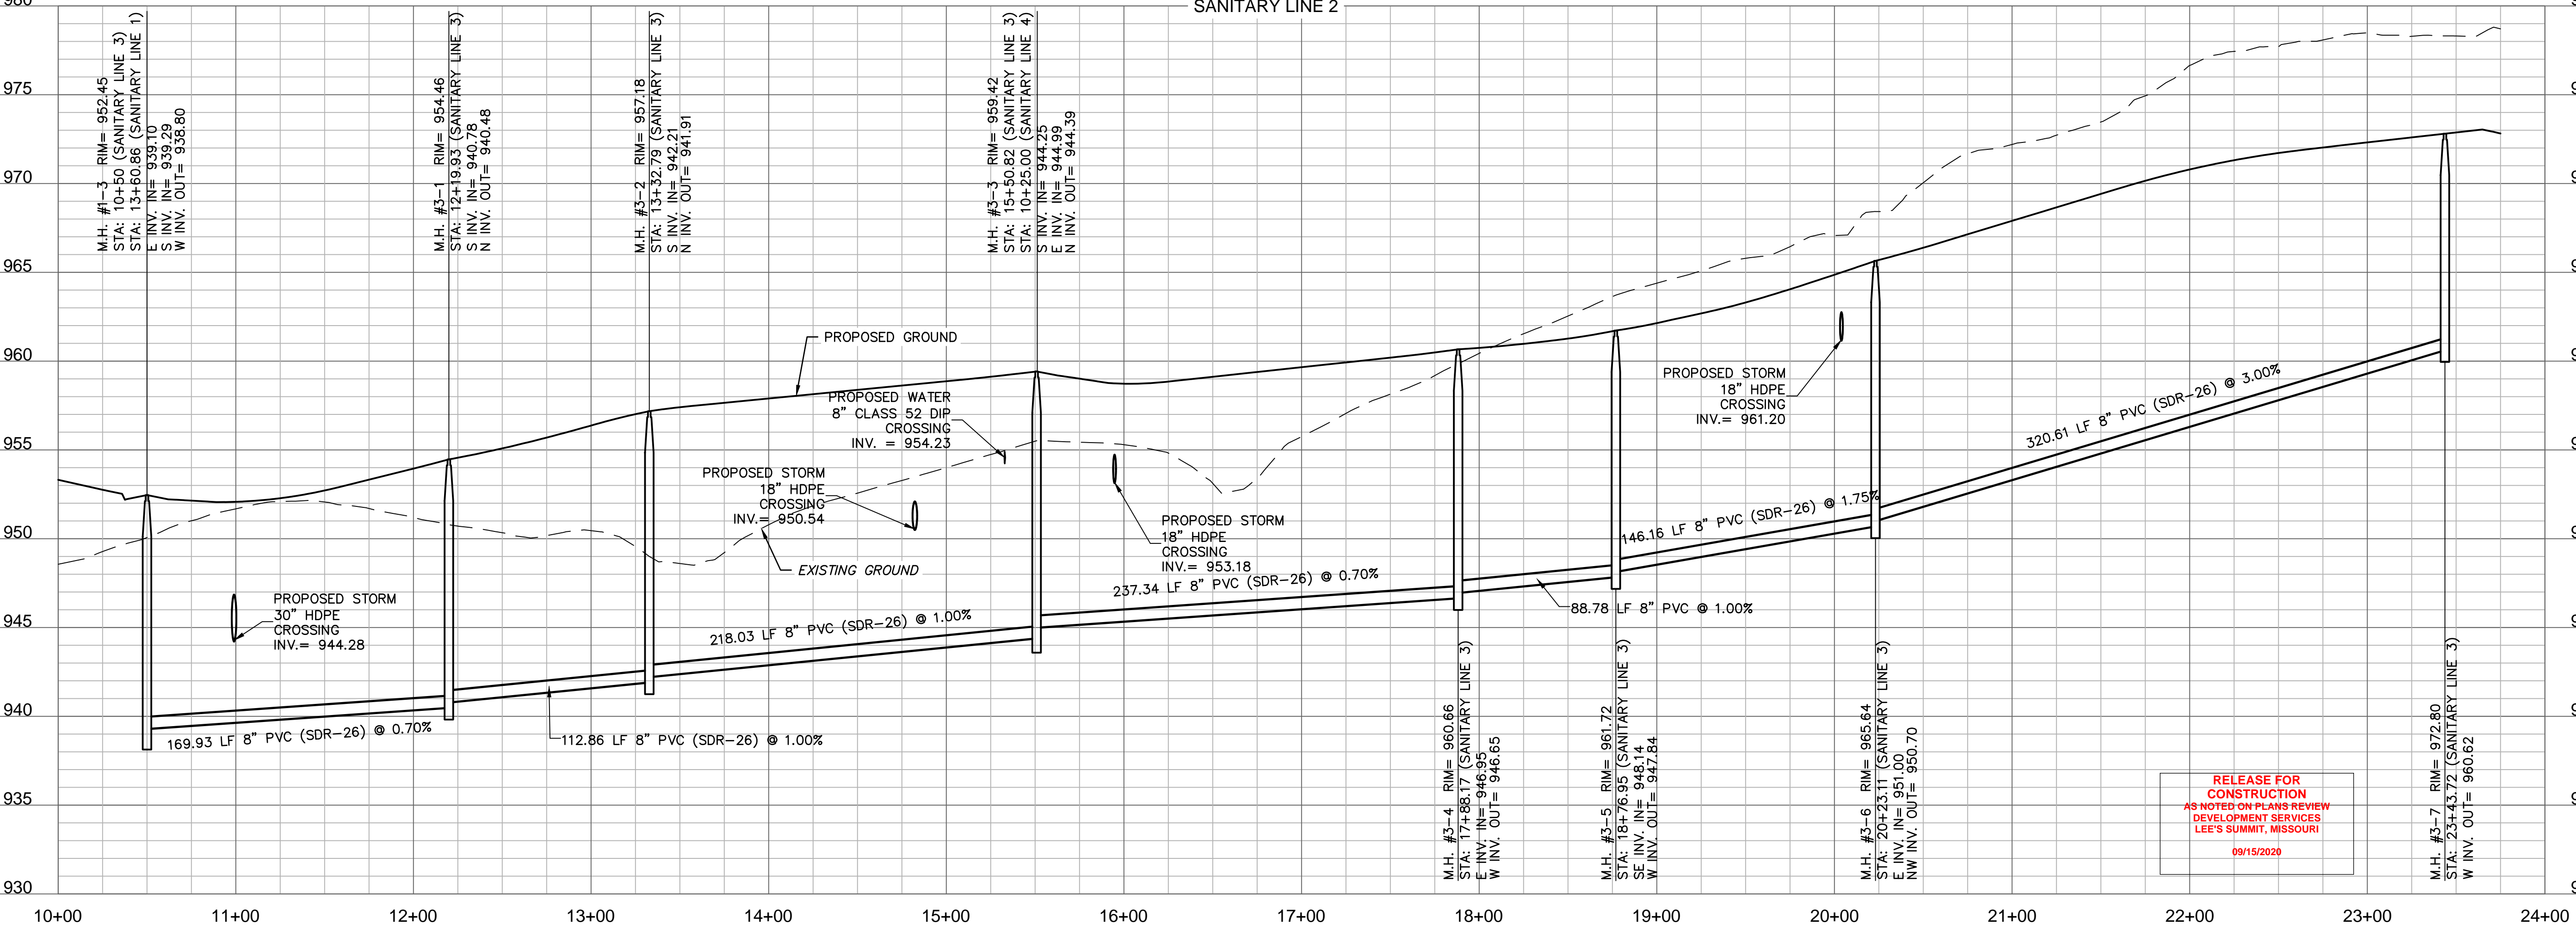 SANITARY LINE 2
980
975
970
965
960
955
950
945
940
935
930
M.H. #1-3 RIM= 952.45
STA: 10+50 (SANITARY LINE 3)
STA: 13+60.86 (SANITARY LINE 1)
E INV. IN= 939.10
S INV. IN= 939.29
W INV. OUT= 938.80
M.H. #3-1 RIM= 954.46
STA: 12+19.93 (SANITARY LINE 3)
S INV. IN= 940.78
N INV. OUT= 940.48
M.H. #3-2 RIM= 957.18
STA: 13+32.79 (SANITARY LINE 3)
S INV. IN= 942.21
N INV. OUT= 941.91
M.H. #3-3 RIM= 959.42
STA: 15+50.82 (SANITARY LINE 3)
STA: 10+25.00 (SANITARY LINE 4)
S INV. IN= 944.25
E INV. IN= 944.99
N INV. OUT= 944.39
PROPOSED GROUND
PROPOSED WATER
8" CLASS 52 DIP
CROSSING
INV. = 954.23
PROPOSED STORM
18" HDPE
CROSSING
INV.= 950.54
EXISTING GROUND
PROPOSED STORM
30" HDPE
CROSSING
INV.= 944.28
PROPOSED STORM
18" HDPE
CROSSING
INV.= 953.18
PROPOSED STORM
18" HDPE
CROSSING
INV.= 961.20
169.93 LF 8" PVC (SDR-26) @ 0.70%
112.86 LF 8" PVC (SDR-26) @ 1.00%
218.03 LF 8" PVC (SDR-26) @ 1.00%
237.34 LF 8" PVC (SDR-26) @ 0.70%
88.78 LF 8" PVC @ 1.00%
146.16 LF 8" PVC (SDR-26) @ 1.75%
320.61 LF 8" PVC (SDR-26) @ 3.00%
M.H. #3-4 RIM= 960.66
STA: 17+88.17 (SANITARY LINE 3)
E INV. IN= 946.95
W INV. OUT= 946.65
M.H. #3-5 RIM= 961.72
STA: 18+76.95 (SANITARY LINE 3)
SE INV. IN= 948.14
W INV. OUT= 947.84
M.H. #3-6 RIM= 965.64
STA: 20+23.11 (SANITARY LINE 3)
E INV. IN= 951.00
NW INV. OUT= 950.70
M.H. #3-7 RIM= 972.80
STA: 23+43.72 (SANITARY LINE 3)
W INV. OUT= 960.62
RELEASE FOR
CONSTRUCTION
AS NOTED ON PLANS REVIEW
DEVELOPMENT SERVICES
LEE'S SUMMIT, MISSOURI
09/15/2020
10+00 11+00 12+00 13+00 14+00 15+00 16+00 17+00 18+00 19+00 20+00 21+00 22+00 23+00 24+00